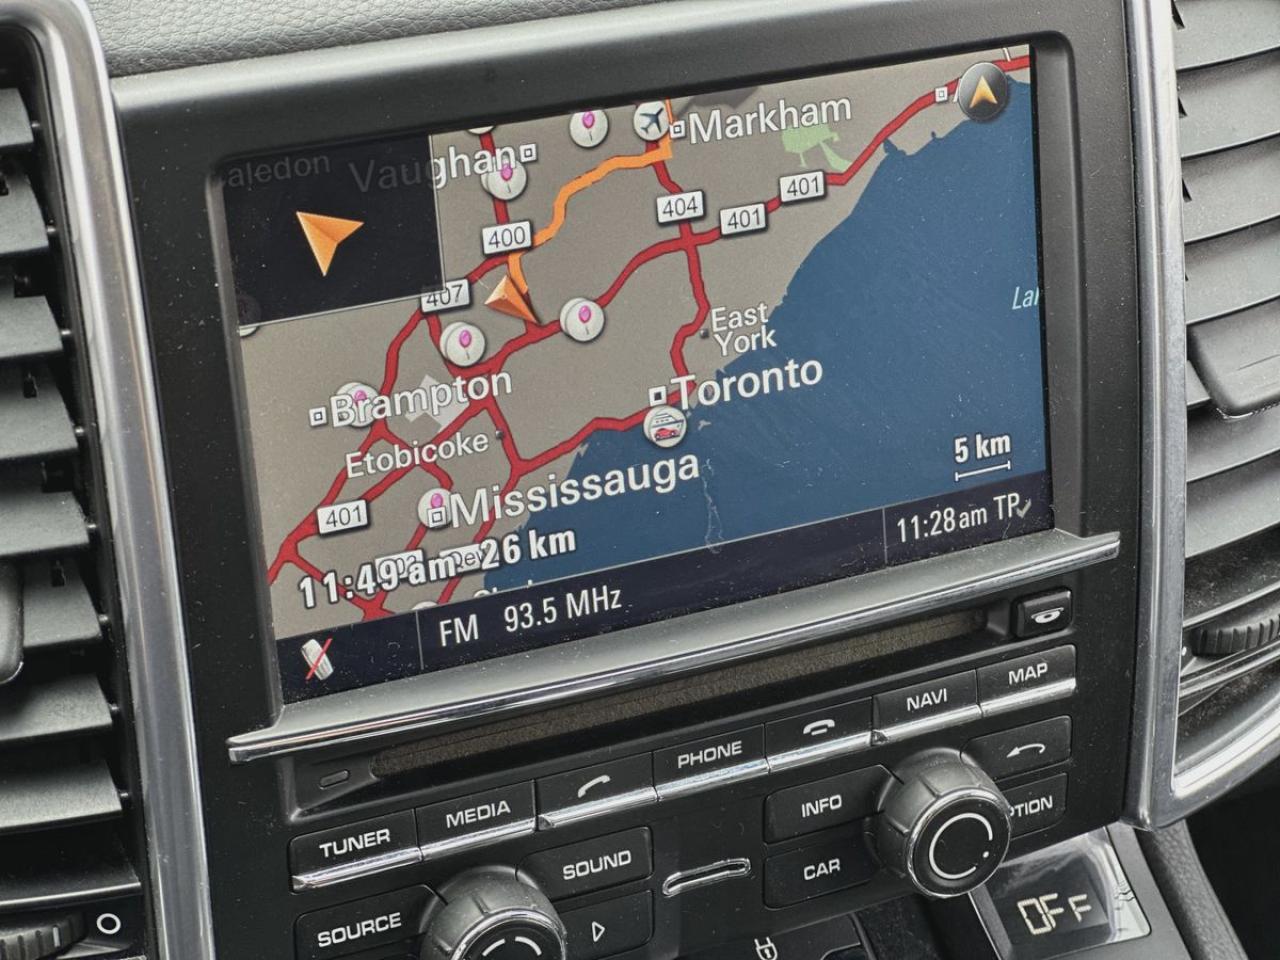 Markham
Vaughan
aledon
401
404
401
400
407
East
York
Toronto
Brampton
Etobicoke
Mississauga
401
5 km
11:49 am 26 km
11:28 am TP
FM 93.5 MHz
MAP
NAVI
PHONE
MEDIA
TUNER
INFO
PTION
SOUND
CAR
SOURCE
OFF